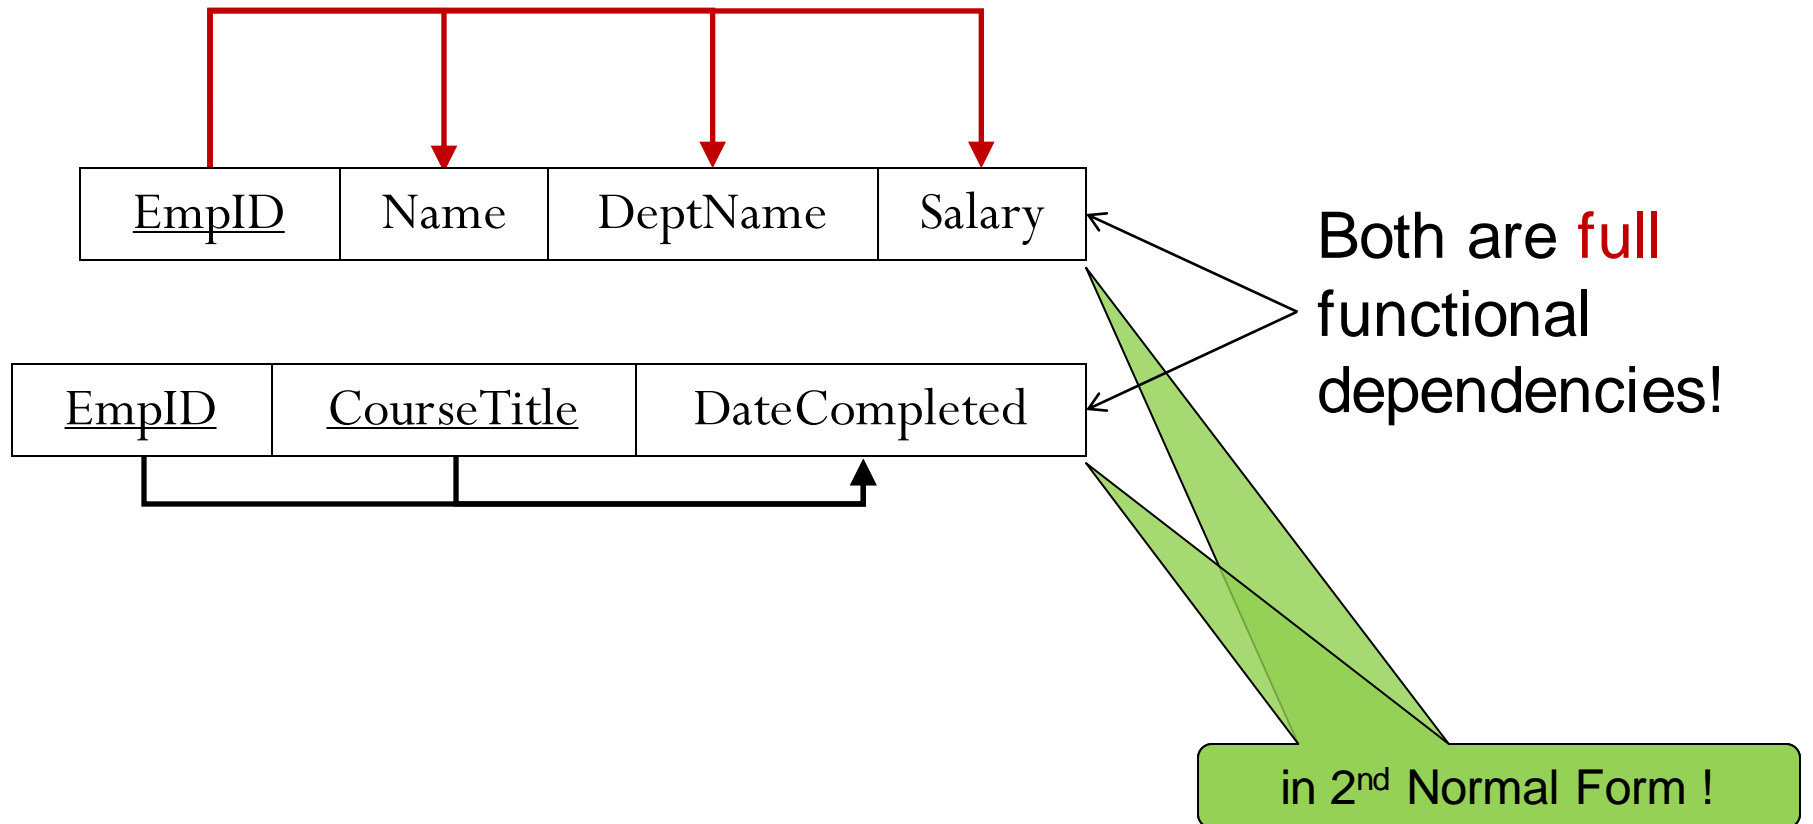 EmpID Name DeptName Salary
Both are full
functional
dependencies!
EmpID CourseTitle DateCompleted
in 2nd Normal Form !